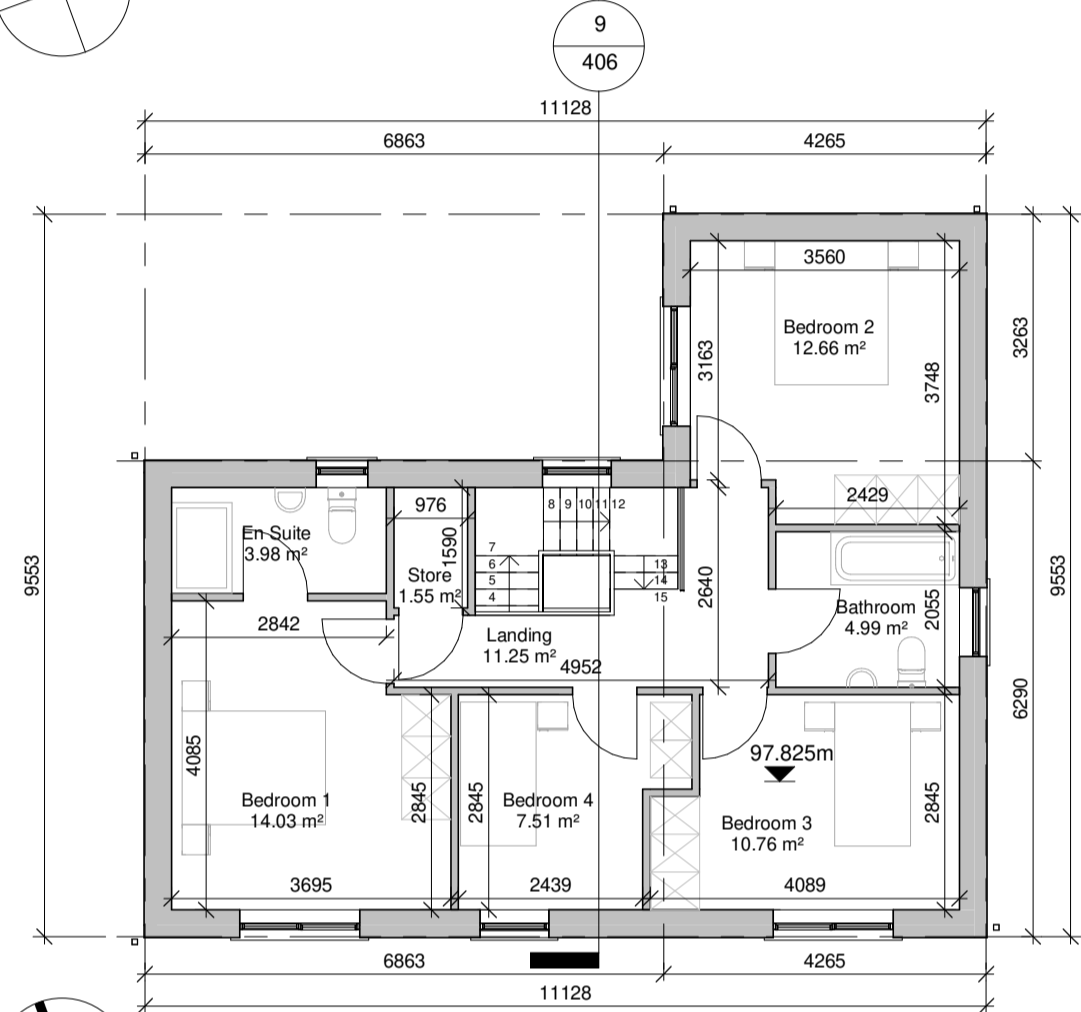 9
406
11128
6863
4265
3560
Bedroom 2
12.66 m²
3163
3748
3263
2429
8 9 10 11 12
976
1590
En Suite
3.98 m²
7
6
5
4
13
14
15
Store
1.55 m²
2640
9553
9553
Bathroom
4.99 m²
2055
2842
Landing
11.25 m²
4952
6290
4085
97.825m
Bedroom 1
14.03 m²
2845
2845
Bedroom 4
7.51 m²
Bedroom 3
10.76 m²
2845
3695
2439
4089
6863
4265
11128